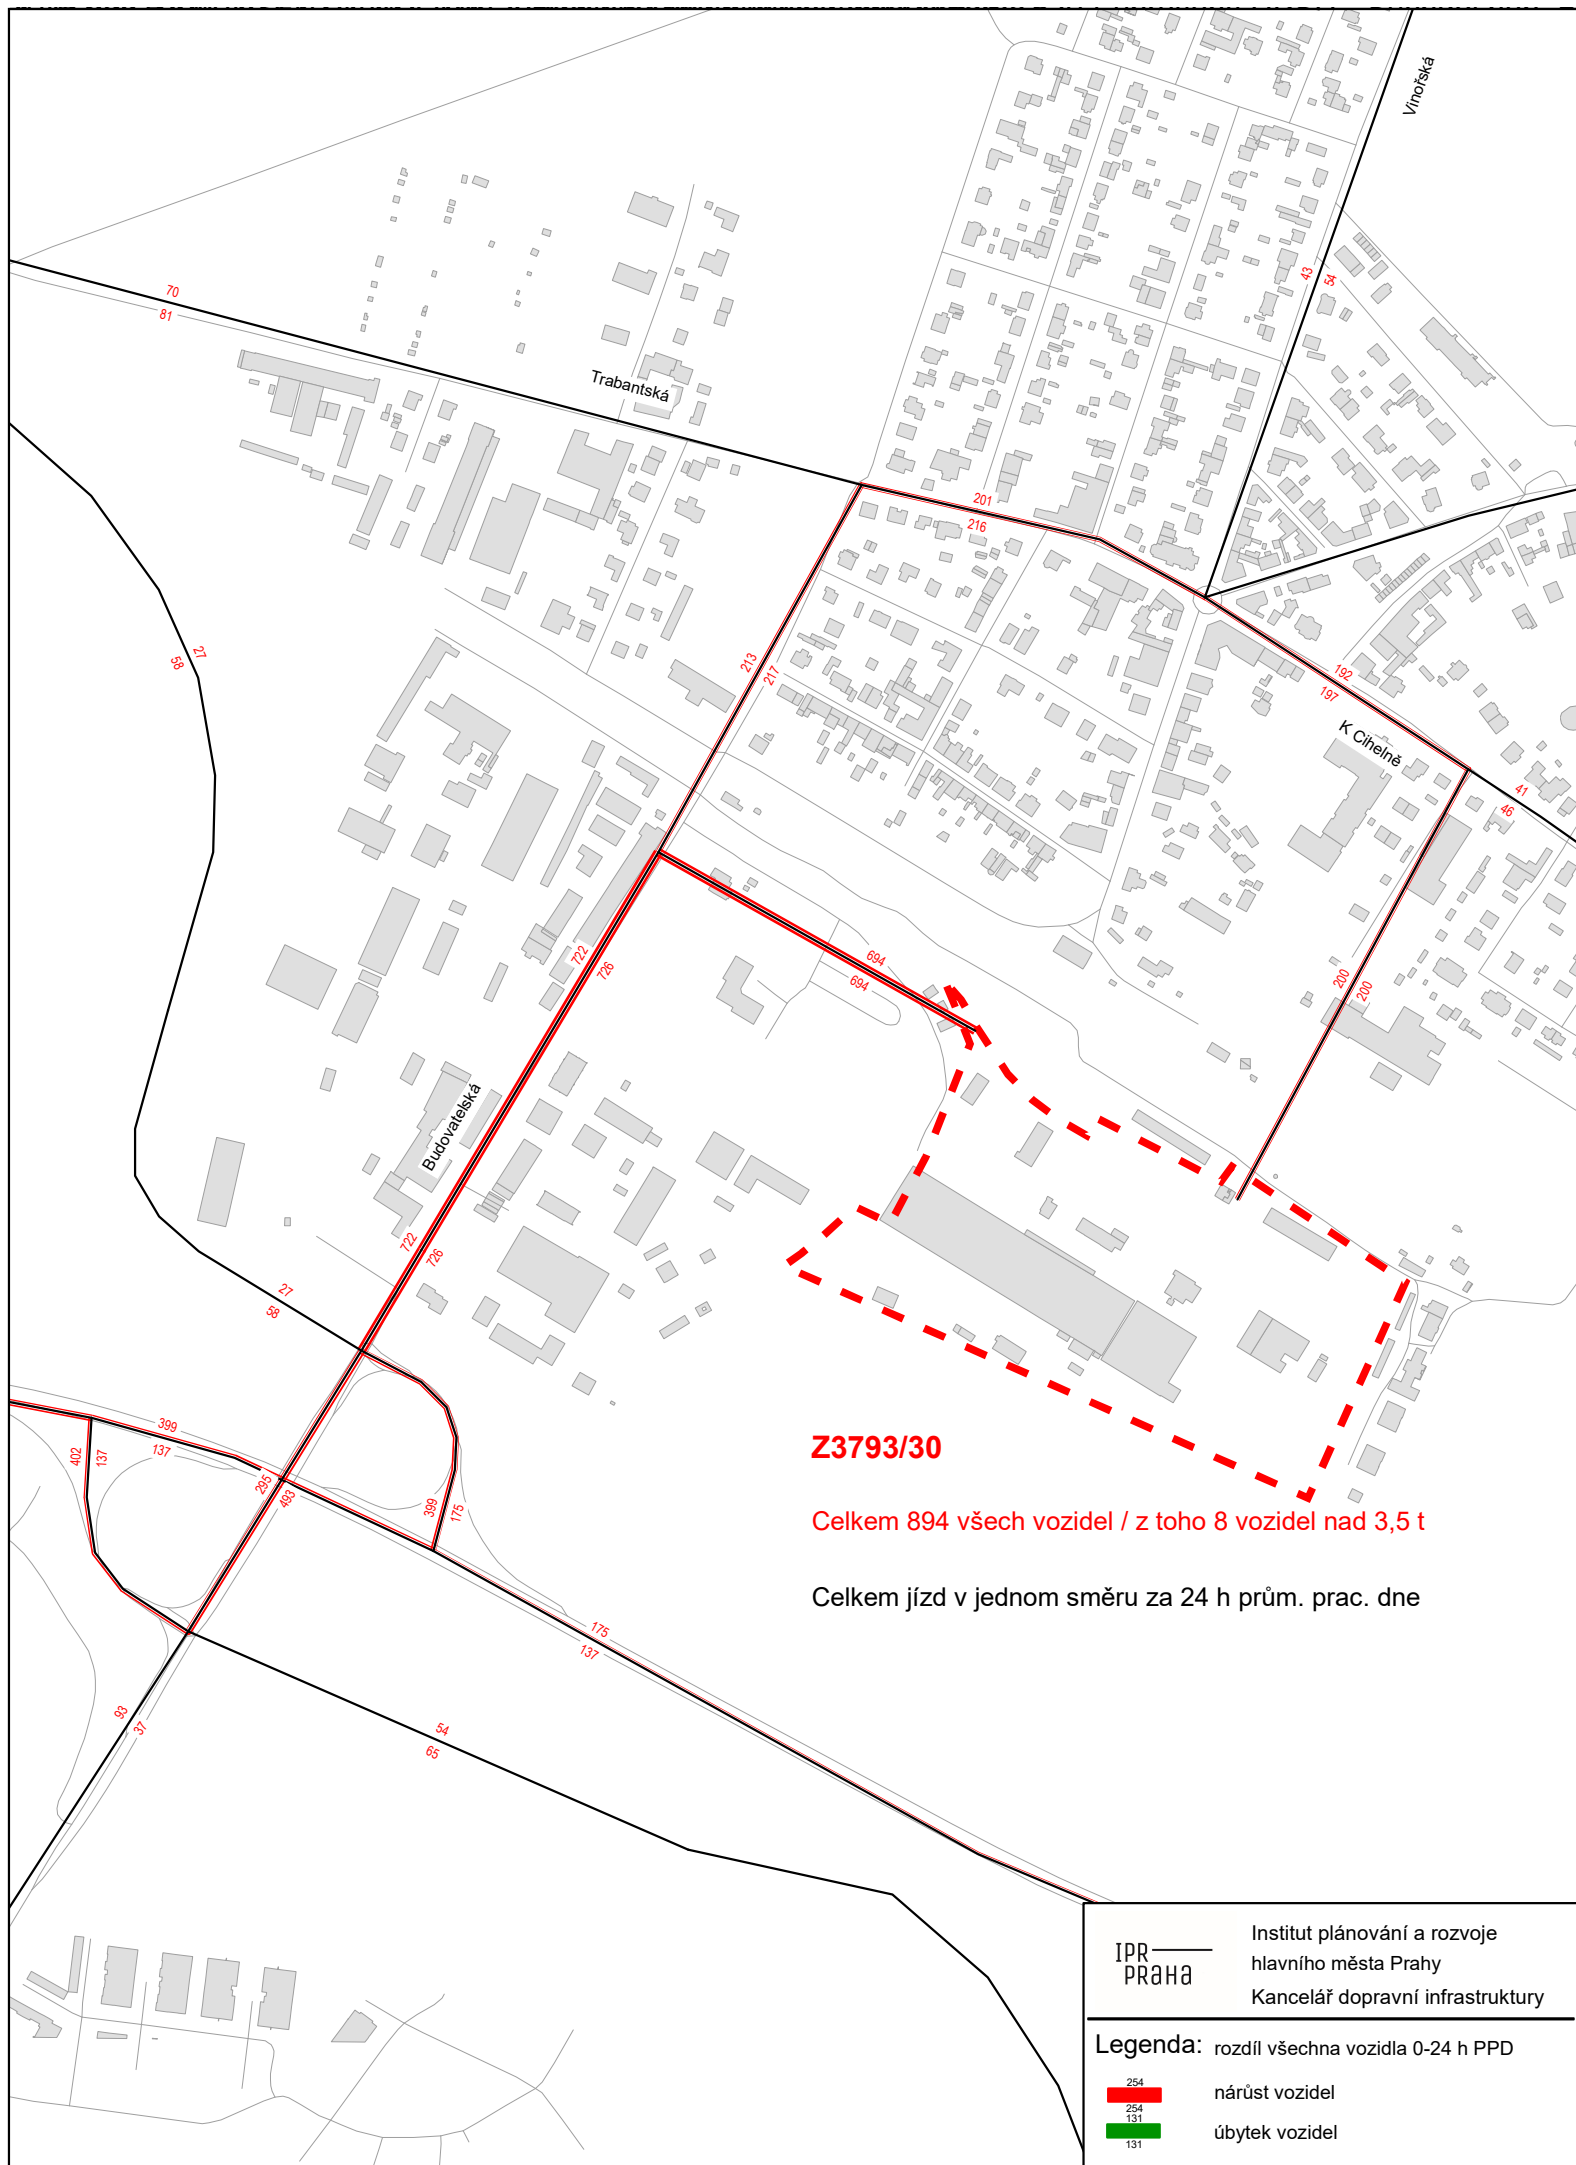 Vinořská
43
54
70
81
Trabantská
201
216
27
58
213
217
192
197
K Cihelně
41
46
722
726
694
694
200
200
Budovatelská
722
726
27
58
399
137
402
137
295
493
399
175
Z3793/30
Celkem 894 všech vozidel / z toho 8 vozidel nad 3,5 t
Celkem jízd v jednom směru za 24 h prům. prac. dne
175
137
93
37
54
65
IPR
PRAHA
Institut plánování a rozvoje
hlavního města Prahy
Kancelář dopravní infrastruktury
Legenda: rozdíl všechna vozidla 0-24 h PPD
254
nárůst vozidel
254
131
úbytek vozidel
131